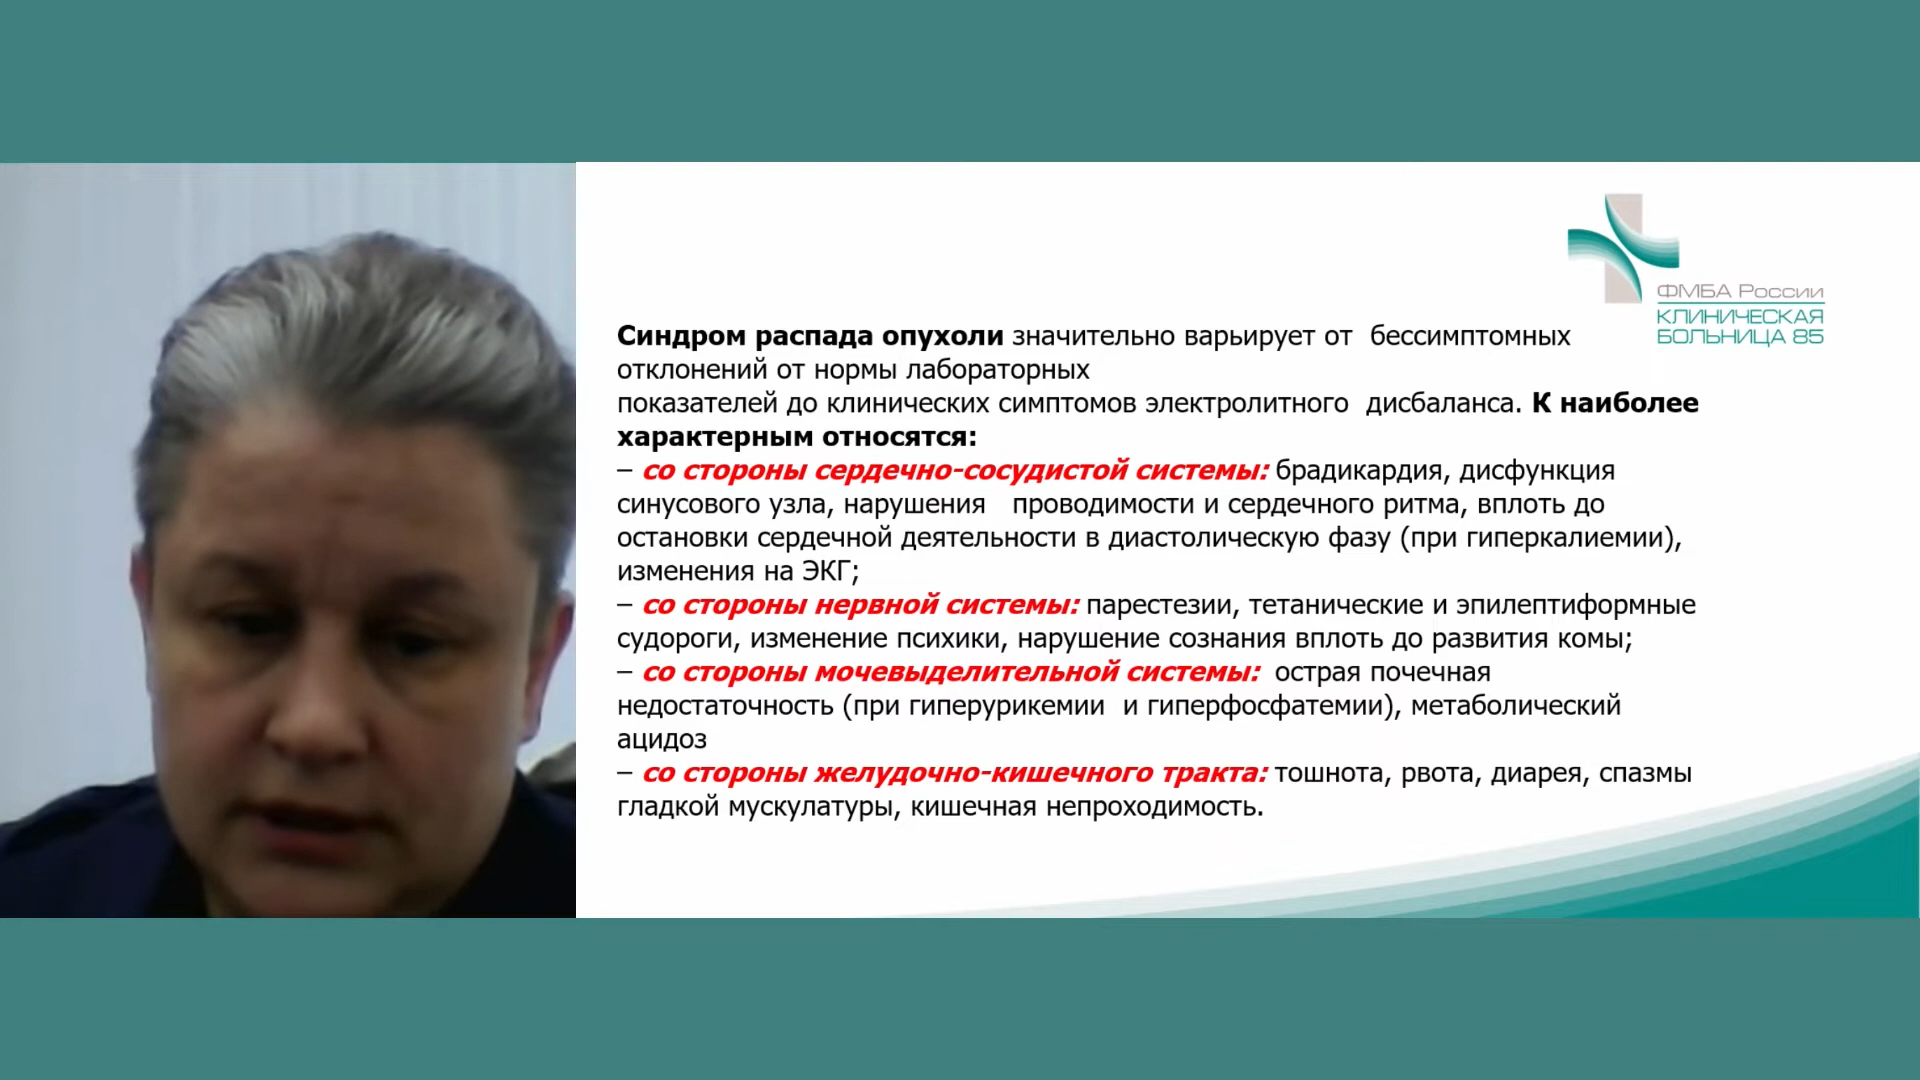 ФМБА России
КЛИНИЧЕСКАЯ
БОЛЬНИЦА 85
Синдром распада опухоли значительно варьирует от бессимптомных
отклонений от нормы лабораторных
показателей до клинических симптомов электролитного дисбаланса. К наиболее
характерным относятся:
– со стороны сердечно-сосудистой системы: брадикардия, дисфункция
синусового узла, нарушения проводимости и сердечного ритма, вплоть до
остановки сердечной деятельности в диастолическую фазу (при гиперкалиемии),
изменения на ЭКГ;
– со стороны нервной системы: парестезии, тетанические и эпилептиформные
судороги, изменение психики, нарушение сознания вплоть до развития комы;
– со стороны мочевыделительной системы: острая почечная
недостаточность (при гиперурикемии и гиперфосфатемии), метаболический
ацидоз
– со стороны желудочно-кишечного тракта: тошнота, рвота, диарея, спазмы
гладкой мускулатуры, кишечная непроходимость.